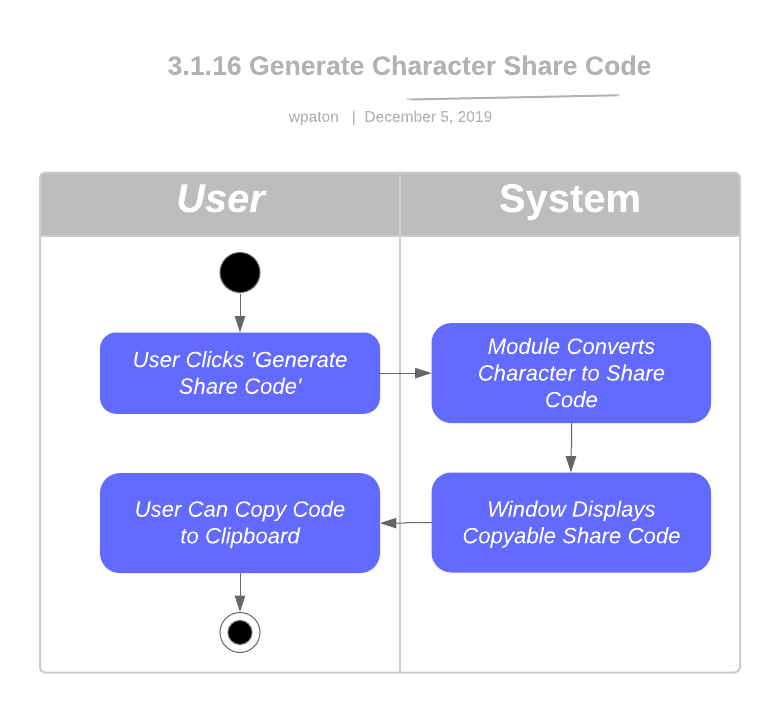 3.1.16 Generate Character Share Code
wpaton | December 5, 2019
User
System
User Clicks 'Generate
Share Code'
Module Converts
Character to Share
Code
Window Displays
Copyable Share Code
User Can Copy Code
to Clipboard